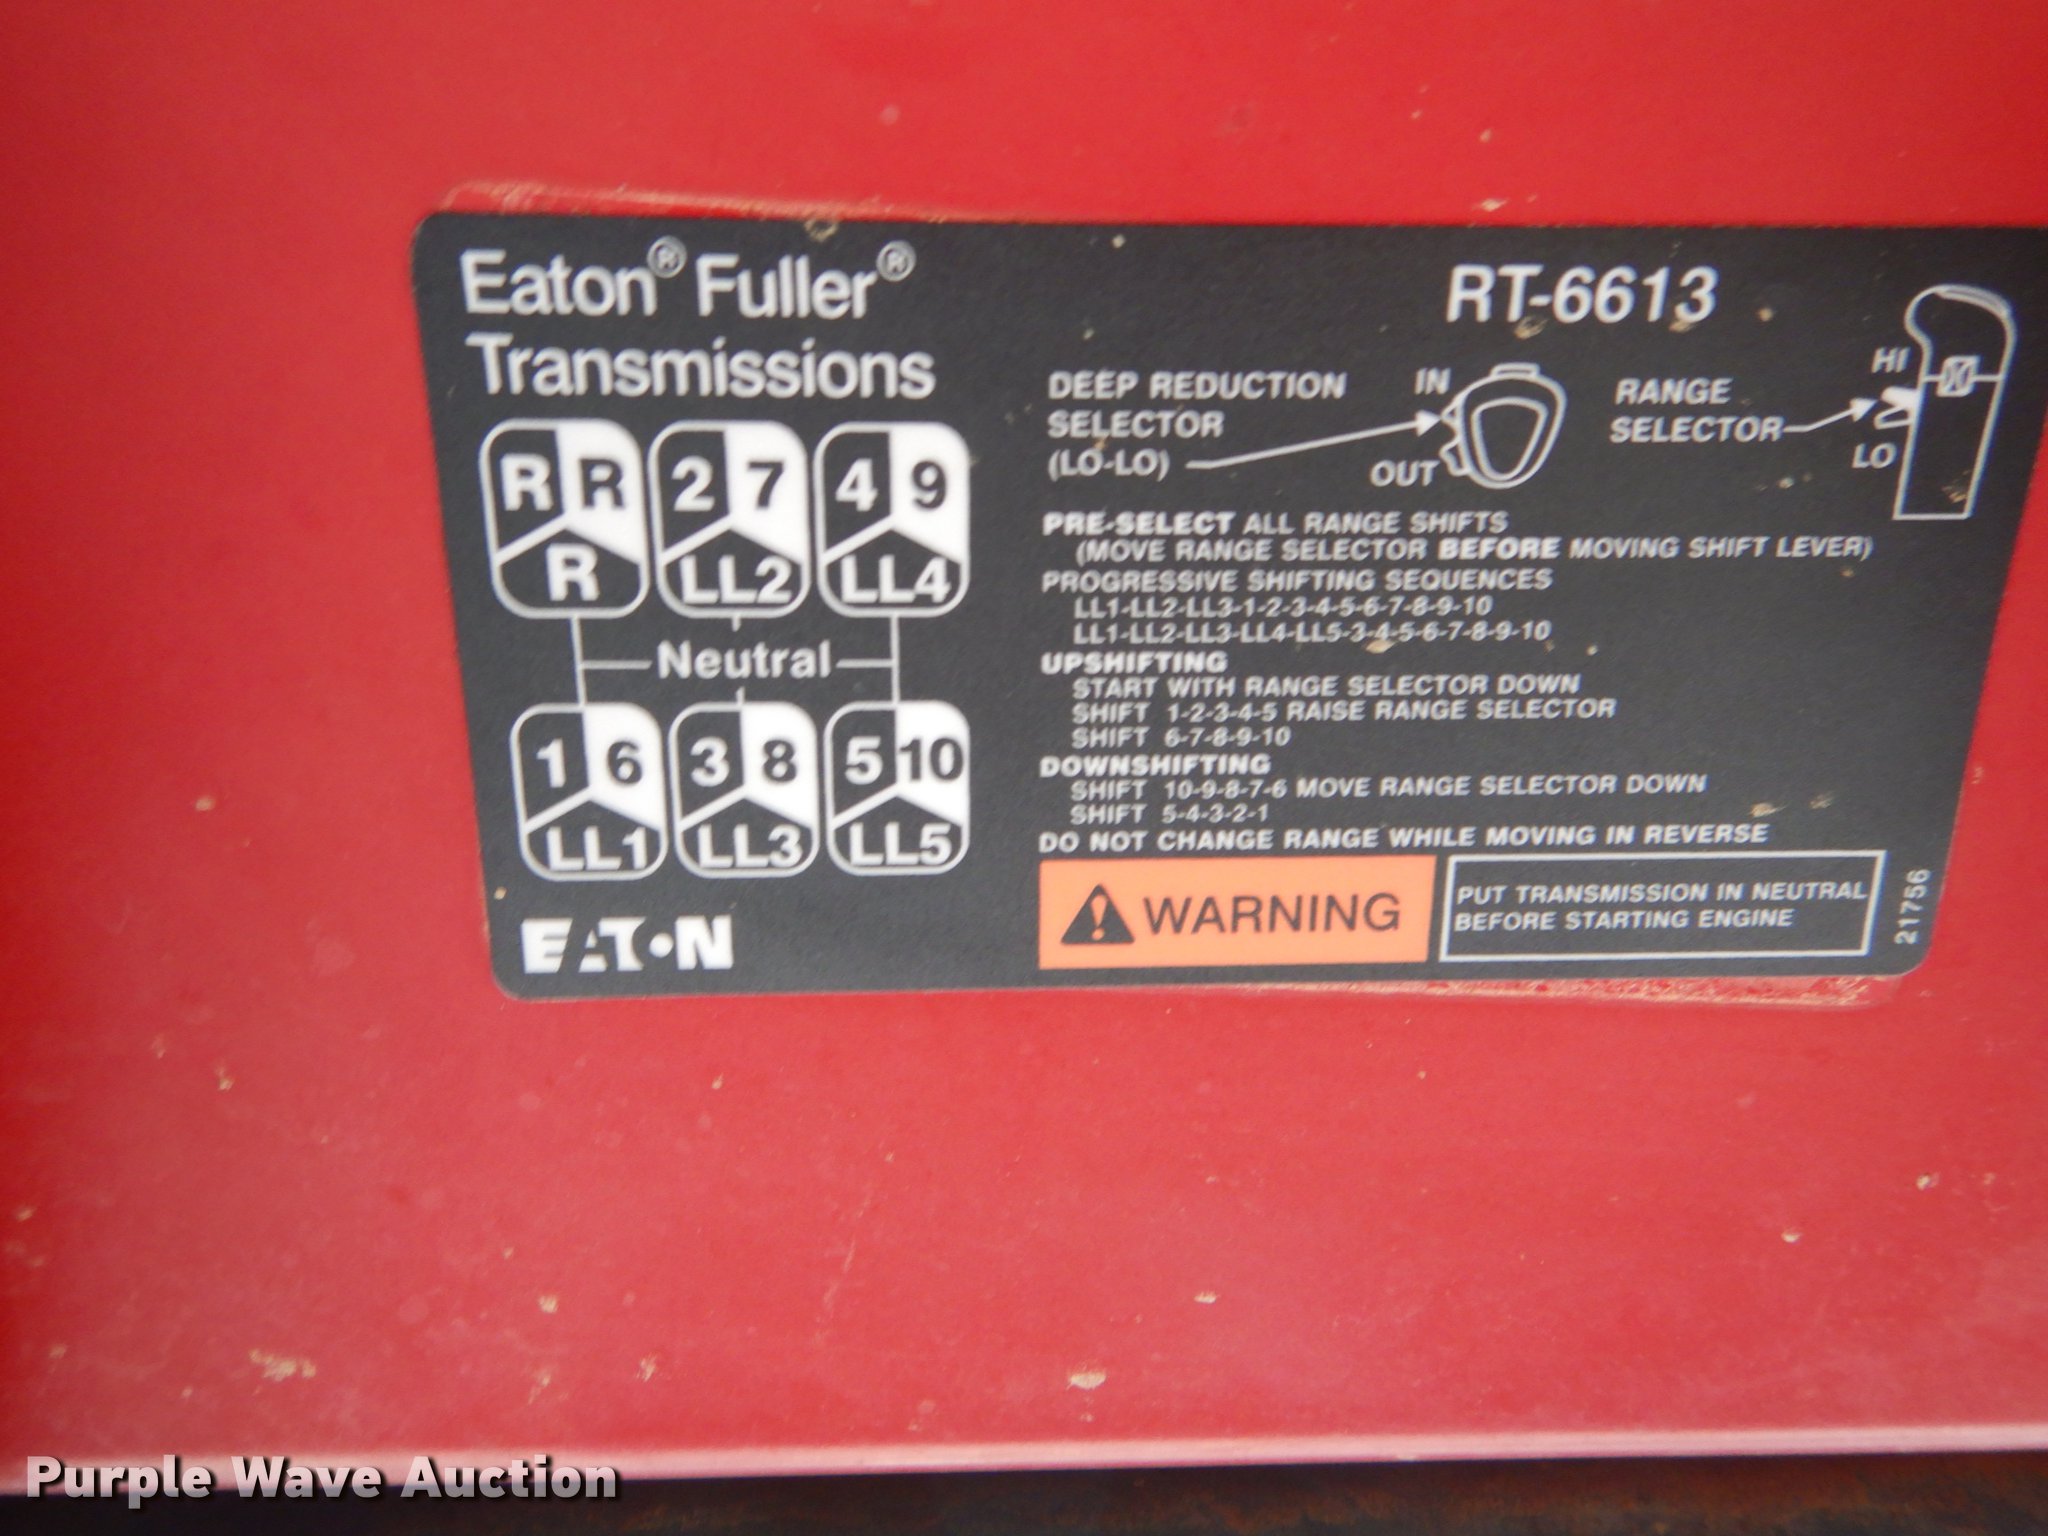 Eaton® Fuller®
Transmissions
RT-6613
R R R
2 7 LL2
4 9 LL4
Neutral
1 6 LL1
3 8 LL3
5 10 LL5
EATON
DEEP REDUCTION
SELECTOR
(LO-LO)
IN
OUT
RANGE
SELECTOR
HI
LO
PRE-SELECT ALL RANGE SHIFTS
(MOVE RANGE SELECTOR BEFORE MOVING SHIFT LEVER)
PROGRESSIVE SHIFTING SEQUENCES
LL1-LL2-LL3-1-2-3-4-5-6-7-8-9-10
LL1-LL2-LL3-LL4-LL5-3-4-5-6-7-8-9-10
UPSHIFTING
START WITH RANGE SELECTOR DOWN
SHIFT 1-2-3-4-5 RAISE RANGE SELECTOR
SHIFT 6-7-8-9-10
DOWNSHIFTING
SHIFT 10-9-8-7-6 MOVE RANGE SELECTOR DOWN
SHIFT 5-4-3-2-1
DO NOT CHANGE RANGE WHILE MOVING IN REVERSE
WARNING
PUT TRANSMISSION IN NEUTRAL
BEFORE STARTING ENGINE
21756
Purple Wave Auction